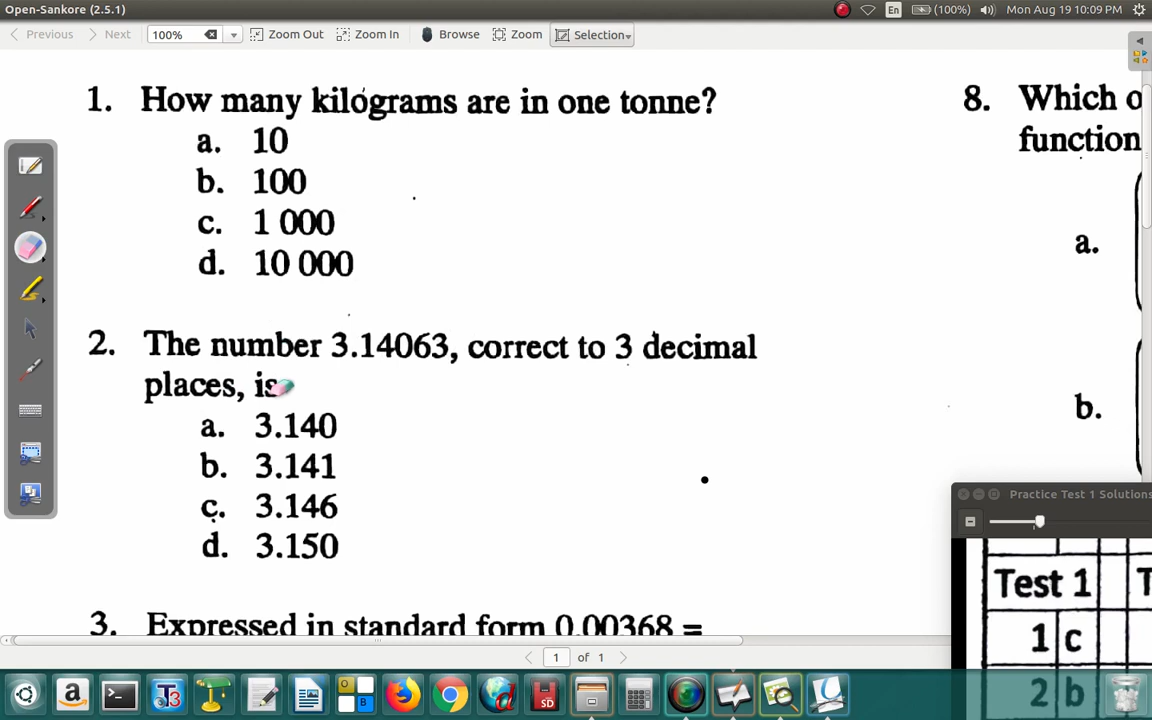 Open-Sankore (2.5.1)
En
(100%)
Mon Aug 19 10:09 PM
Previous
Next
100%
Zoom Out
Zoom In
Browse
Zoom
Selection
1. How many kilograms are in one tonne?
a. 10
b. 100
c. 1 000
d. 10 000
2. The number 3.14063, correct to 3 decimal
places, is
a. 3.140
b. 3.141
c. 3.146
d. 3.150
3. Expressed in standard form 0.00368 =
8. Which o
function
a.
b.
Practice Test 1 Solutions
Test 1
T
1 c
2 b
1 of 1